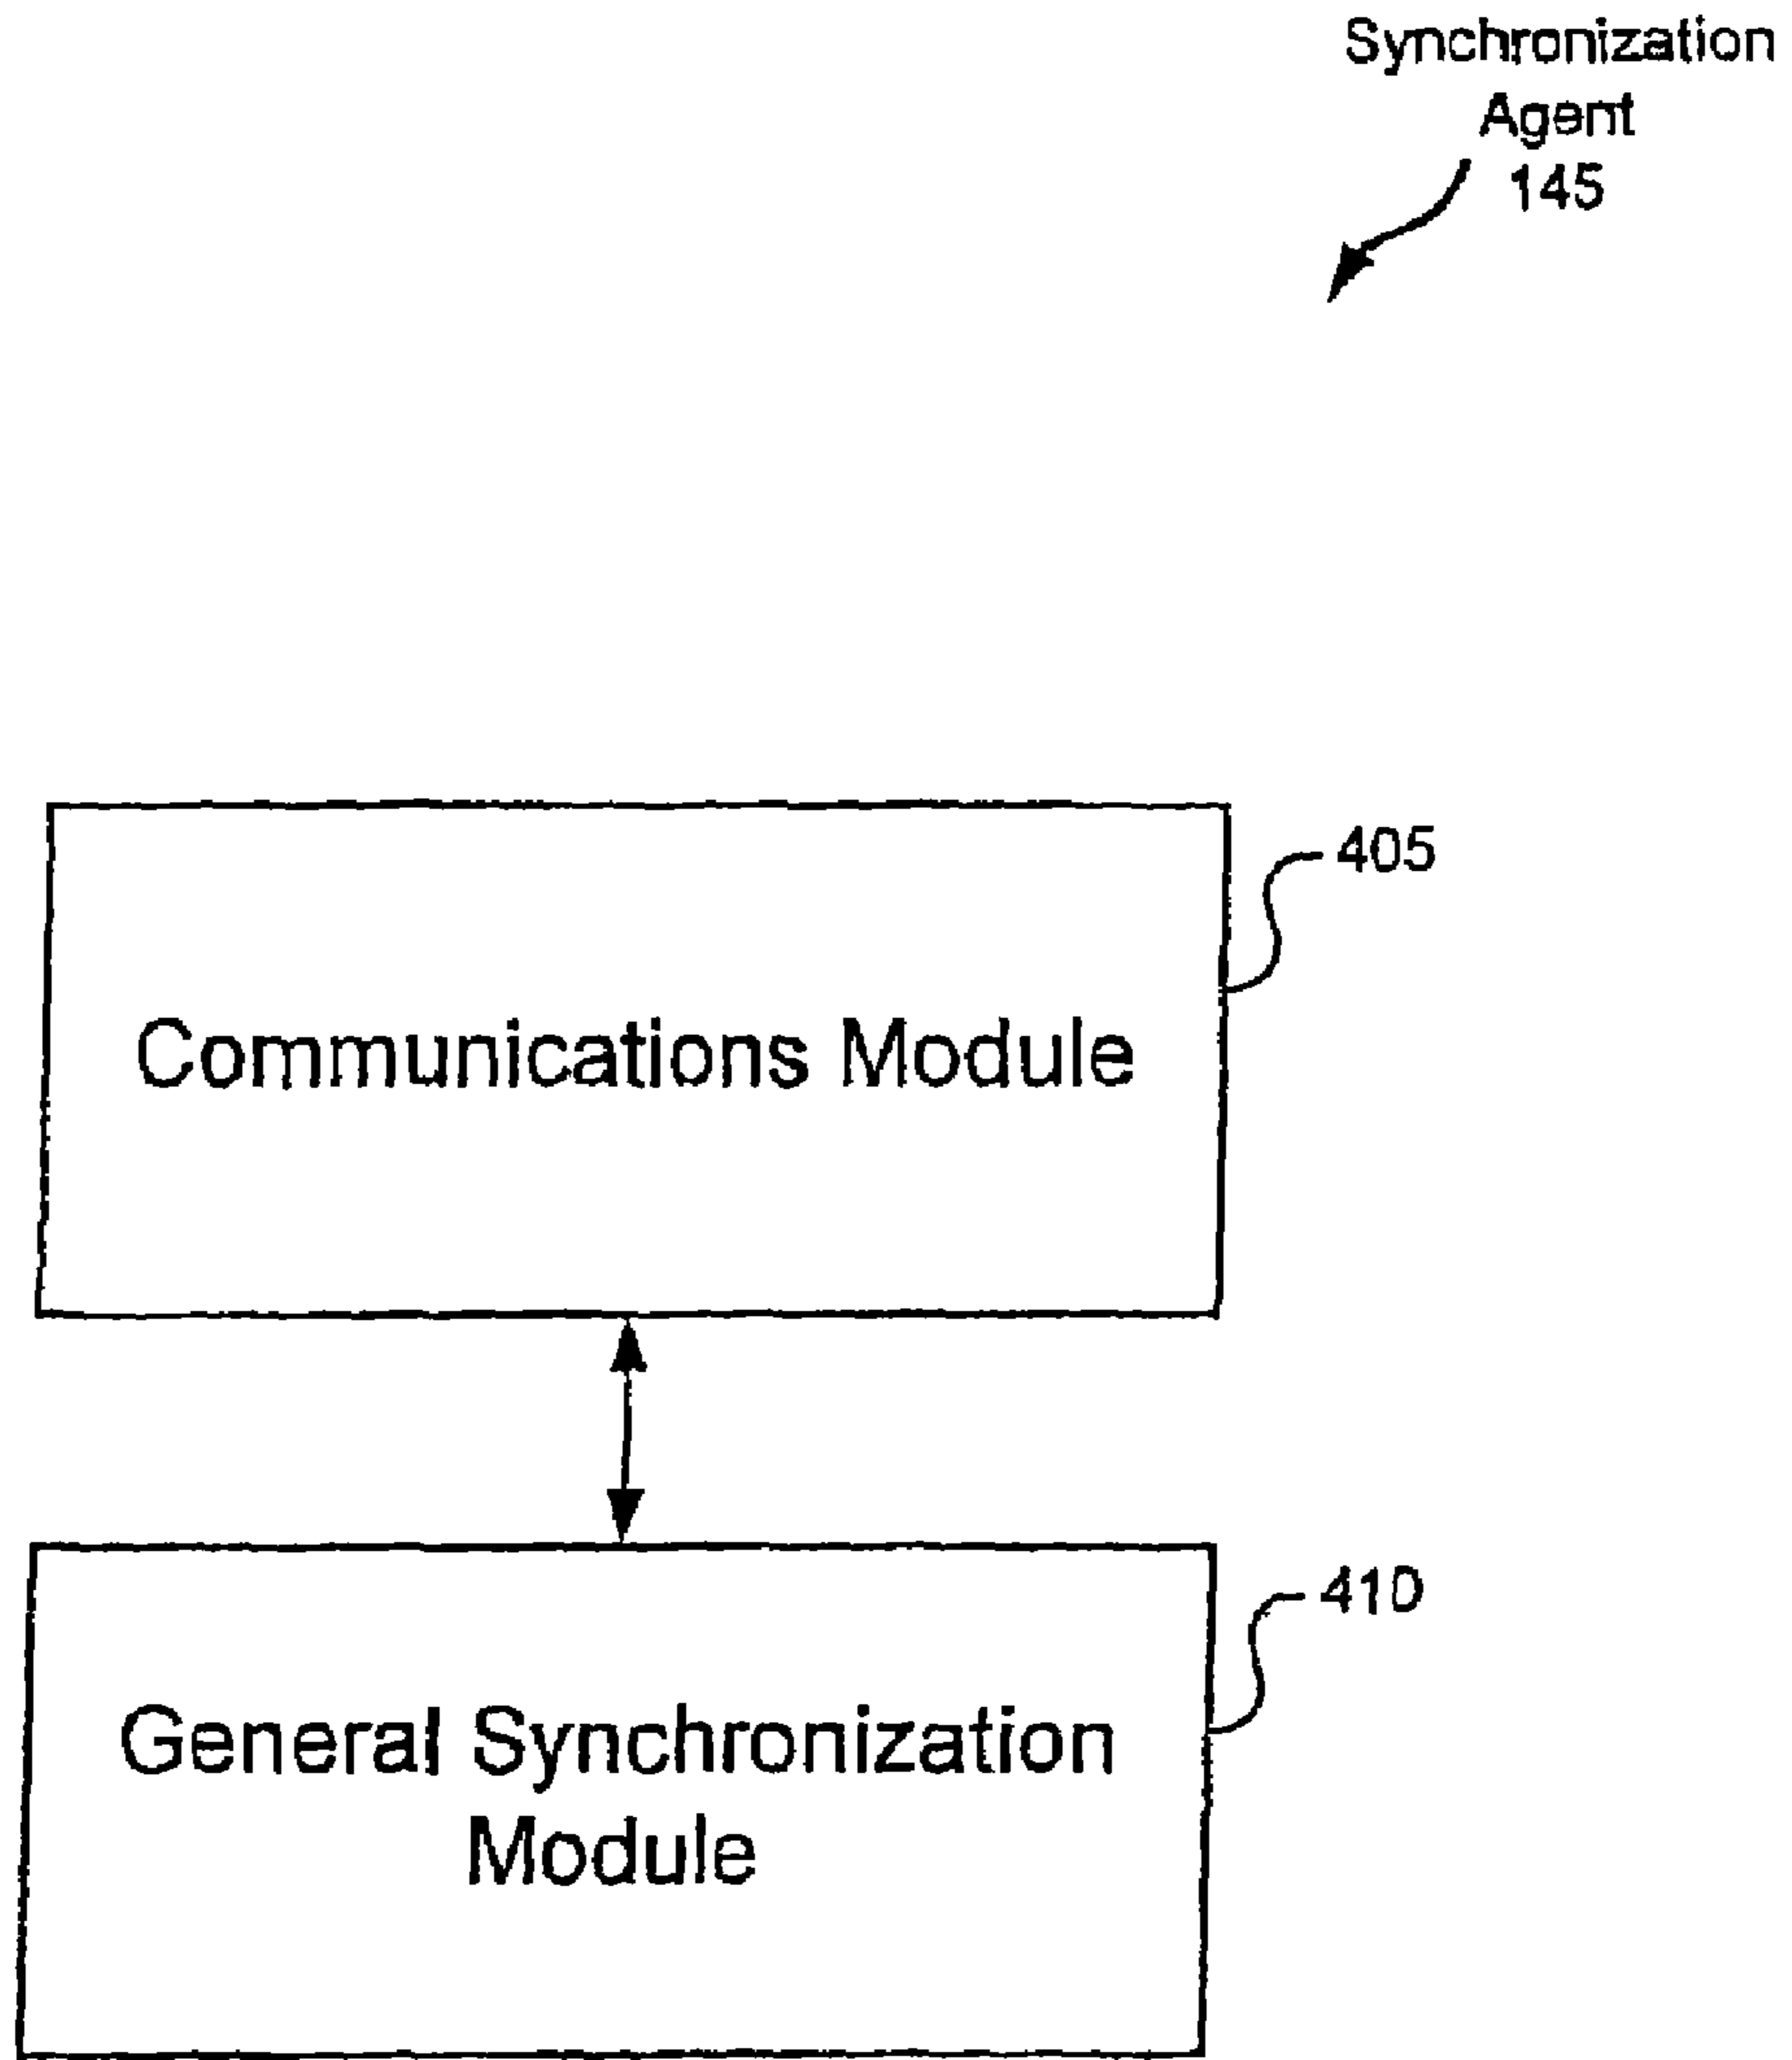 Synchronization
Agent
145
405
Communications Module
410
General Synchronization
Module